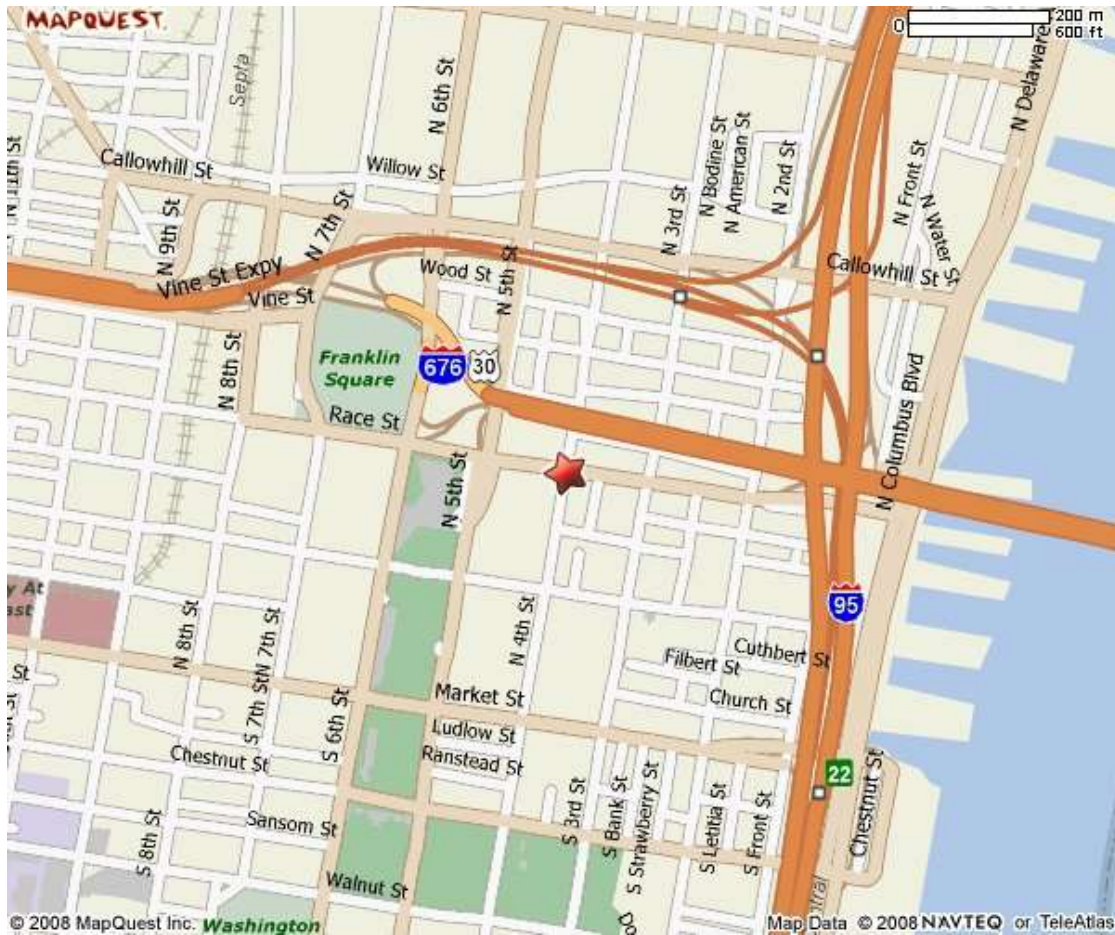 MAPQUEST.
0
200 m
600 ft
N Delaware
Septa
N 6th St
Callowhill St
Willow St
N 11th St
N 9th St
N 7th St
N Bodine St
N American St
N 2nd St
N 3rd St
N Front St
N Water St
Vine St Expy
Vine St
Wood St
N 5th St
Callowhill St
N 8th St
Franklin
Square
676
30
Race St
N Columbus Blvd
N 5th St
95
y At
ast
N 8th St
N 7th St
S 7th St
N 4th St
Cuthbert St
Filbert St
Church St
St
Market St
Ludlow St
Ranstead St
S 6th St
Chestnut St
22
Chestnut St
S 3rd St
S Bank St
S Strawberry St
S Letitia St
S Front St
Sansom St
S 8th St
Walnut St
Washington
© 2008 MapQuest Inc.
Map Data © 2008 NAVTEQ or TeleAtlas